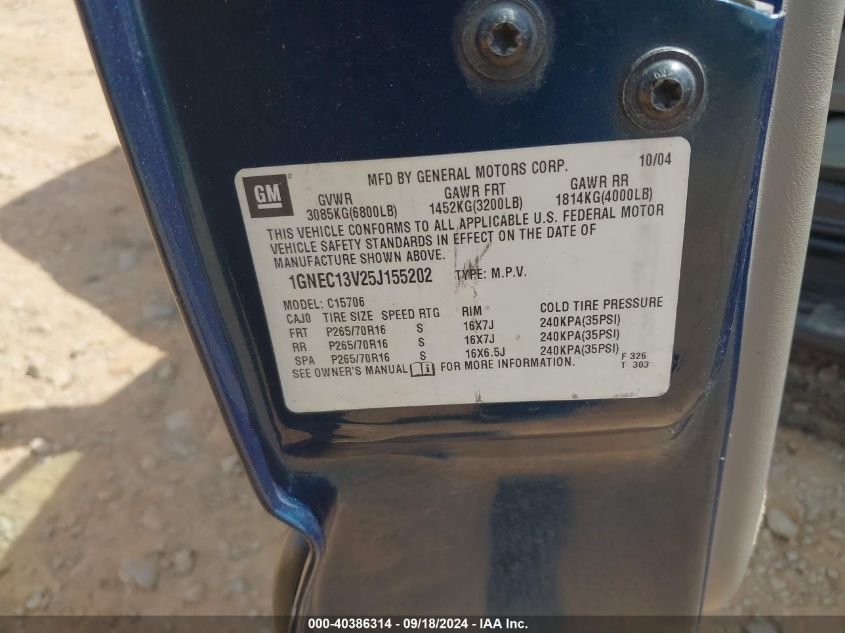 GM
MFD BY GENERAL MOTORS CORP. 10/04
GVWR GAWR FRT GAWR RR
3085KG(6800LB) 1452KG(3200LB) 1814KG(4000LB)
THIS VEHICLE CONFORMS TO ALL APPLICABLE U.S. FEDERAL MOTOR
VEHICLE SAFETY STANDARDS IN EFFECT ON THE DATE OF
MANUFACTURE SHOWN ABOVE.
1GNEC13V25J155202 TYPE: M.P.V.
MODEL: C15706
CAJO TIRE SIZE SPEED RTG RIM COLD TIRE PRESSURE
FRT P265/70R16 S 16X7J 240KPA(35PSI)
RR P265/70R16 S 16X7J 240KPA(35PSI)
SPA P265/70R16 S 16X6.5J 240KPA(35PSI)
SEE OWNER'S MANUAL FOR MORE INFORMATION. F 326
T 303
000-40386314 - 09/18/2024 - IAA Inc.